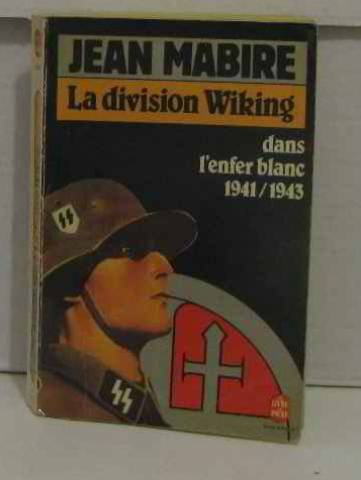 JEAN MABIRE
La division Wiking
dans
l'enfer blanc
1941/1943